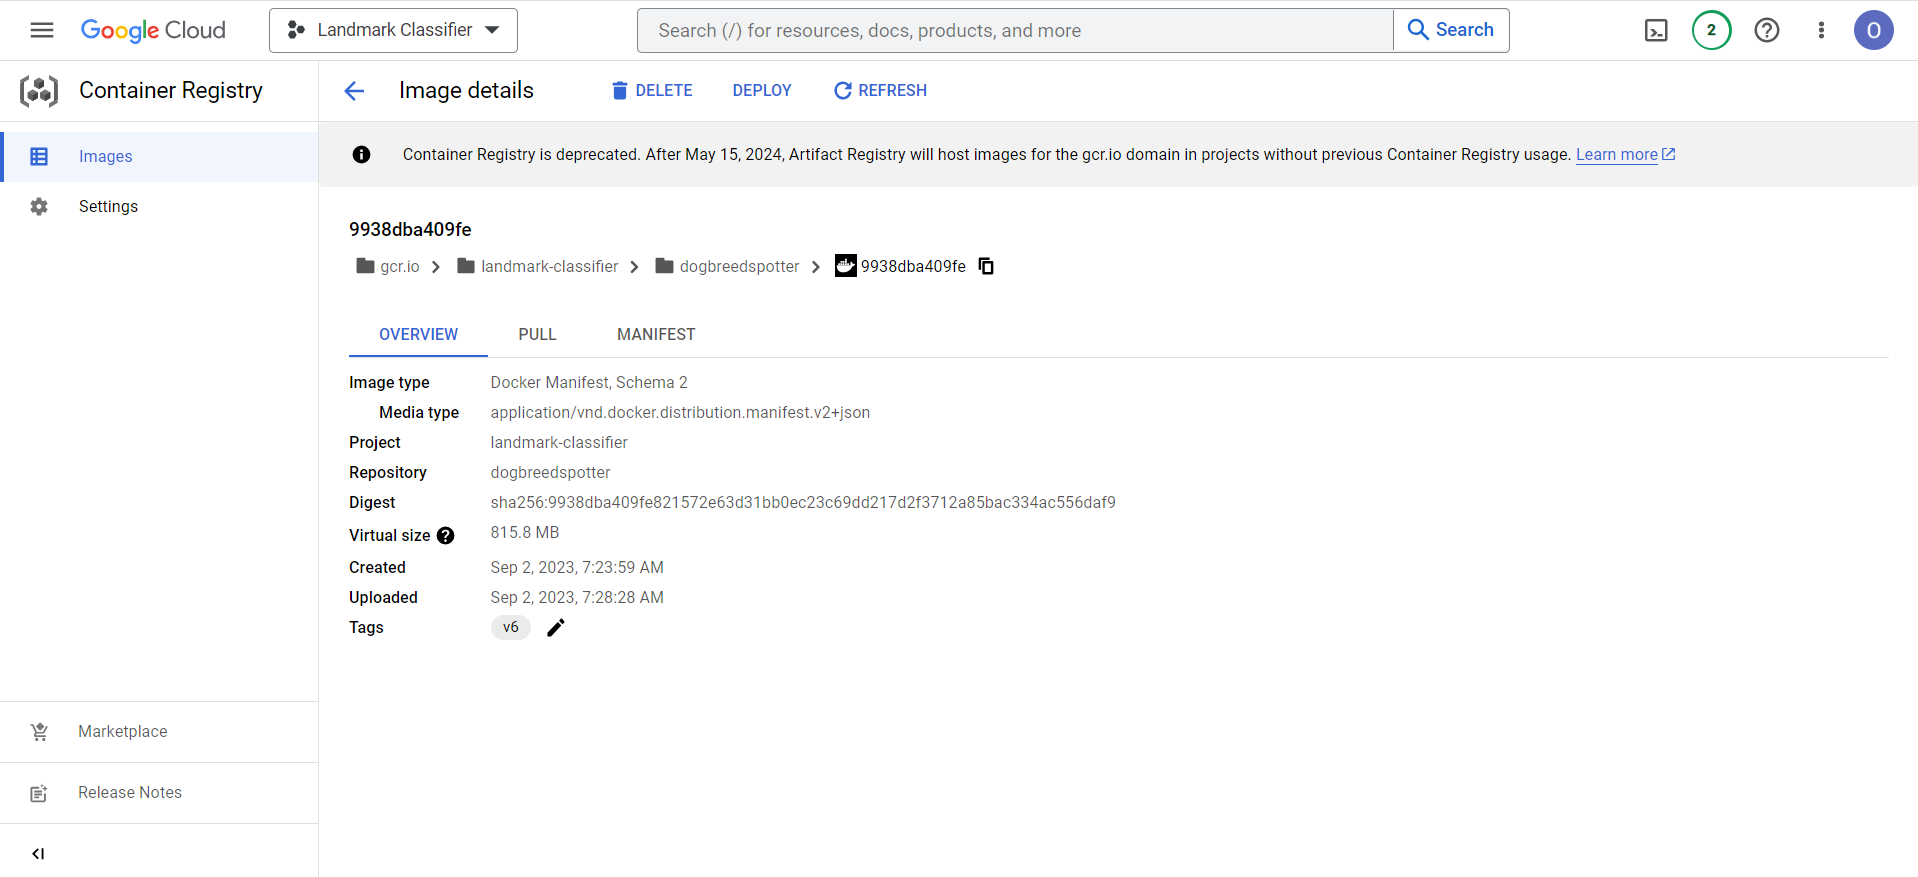 Google Cloud
Landmark Classifier
Search (/) for resources, docs, products, and more
Search
2
O
Container Registry
Image details
DELETE
DEPLOY
REFRESH
Images
Settings
Container Registry is deprecated. After May 15, 2024, Artifact Registry will host images for the gcr.io domain in projects without previous Container Registry usage. Learn more
9938dba409fe
gcr.io
landmark-classifier
dogbreedspotter
9938dba409fe
OVERVIEW
PULL
MANIFEST
Image type Docker Manifest, Schema 2
Media type application/vnd.docker.distribution.manifest.v2+json
Project landmark-classifier
Repository dogbreedspotter
Digest sha256:9938dba409fe821572e63d31bb0ec23c69dd217d2f3712a85bac334ac556daf9
Virtual size 815.8 MB
Created Sep 2, 2023, 7:23:59 AM
Uploaded Sep 2, 2023, 7:28:28 AM
Tags v6
Marketplace
Release Notes